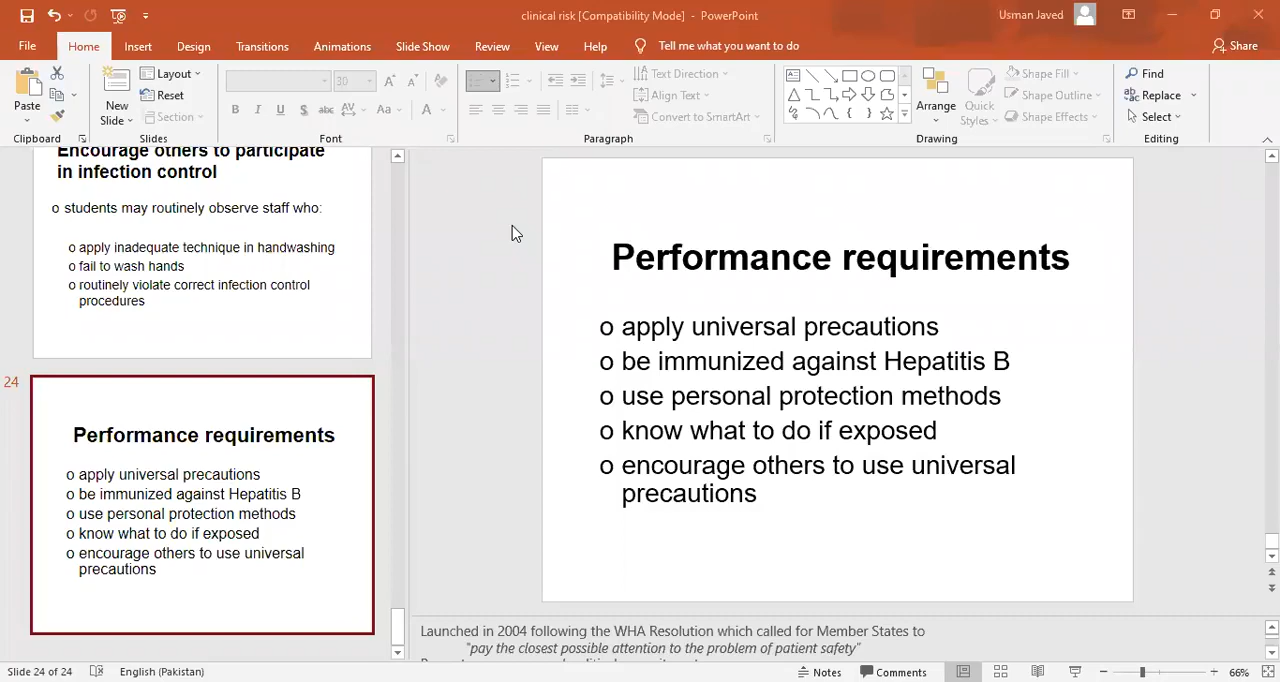 clinical risk [Compatibility Mode] - PowerPoint
Usman Javed
File Home Insert Design Transitions Animations Slide Show Review View Help Tell me what you want to do Share
Paste
Clipboard
New Slide
Layout
Reset
Section
Slides
30
B I U S abc AV Aa A
Font
Text Direction
Align Text
Convert to SmartArt
Paragraph
Arrange
Quick Styles
Shape Fill
Shape Outline
Shape Effects
Drawing
Find
Replace
Select
Editing
Encourage others to participate
in infection control
o students may routinely observe staff who:
o apply inadequate technique in handwashing
o fail to wash hands
o routinely violate correct infection control
procedures
24
Performance requirements
o apply universal precautions
o be immunized against Hepatitis B
o use personal protection methods
o know what to do if exposed
o encourage others to use universal
precautions
Performance requirements
o apply universal precautions
o be immunized against Hepatitis B
o use personal protection methods
o know what to do if exposed
o encourage others to use universal
precautions
Launched in 2004 following the WHA Resolution which called for Member States to
"pay the closest possible attention to the problem of patient safety"
Slide 24 of 24 English (Pakistan) Notes Comments 66%